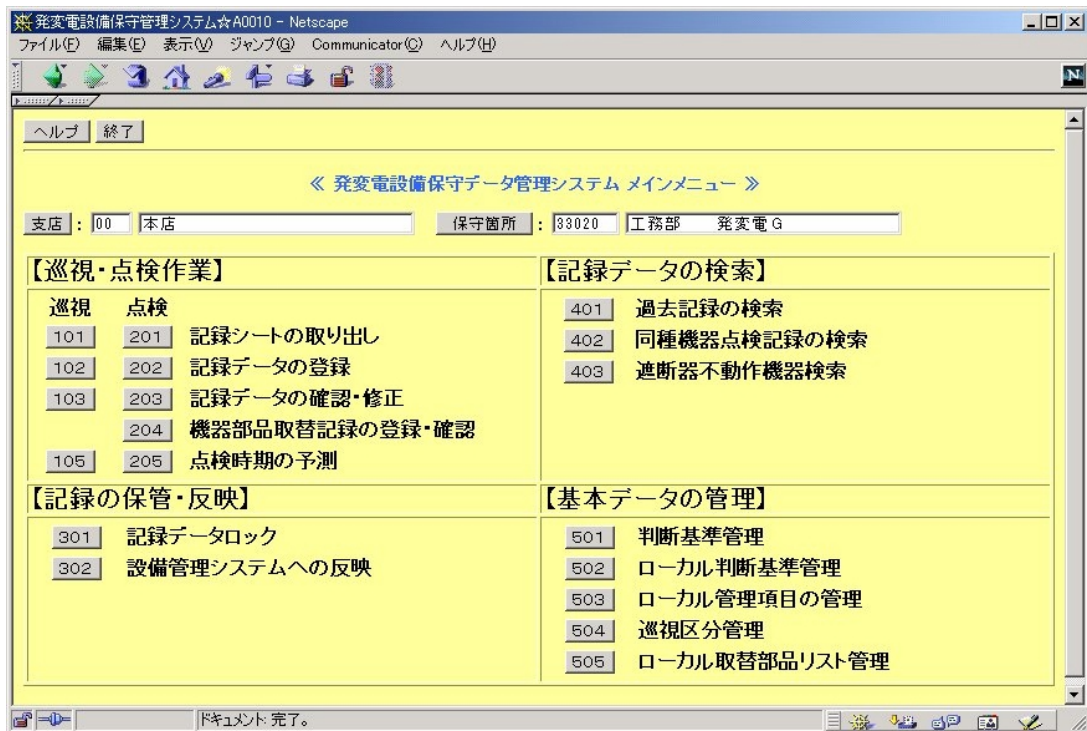 発変電設備保守管理システム☆A0010 - Netscape
ファイル(F) 編集(E) 表示(V) ジャンプ(G) Communicator(C) ヘルプ(H)
N
ヘルプ 終了
≪ 発変電設備保守データ管理システム メインメニュー ≫
支店 : 00 本店 保守箇所 : 33020 工務部 発変電G
【巡視・点検作業】
巡視 点検
101 201 記録シートの取り出し
102 202 記録データの登録
103 203 記録データの確認・修正
204 機器部品取替記録の登録・確認
105 205 点検時期の予測
【記録データの検索】
401 過去記録の検索
402 同種機器点検記録の検索
403 遮断器不動作機器検索
【記録の保管・反映】
301 記録データロック
302 設備管理システムへの反映
【基本データの管理】
501 判断基準管理
502 ローカル判断基準管理
503 ローカル管理項目の管理
504 巡視区分管理
505 ローカル取替部品リスト管理
ドキュメント: 完了。